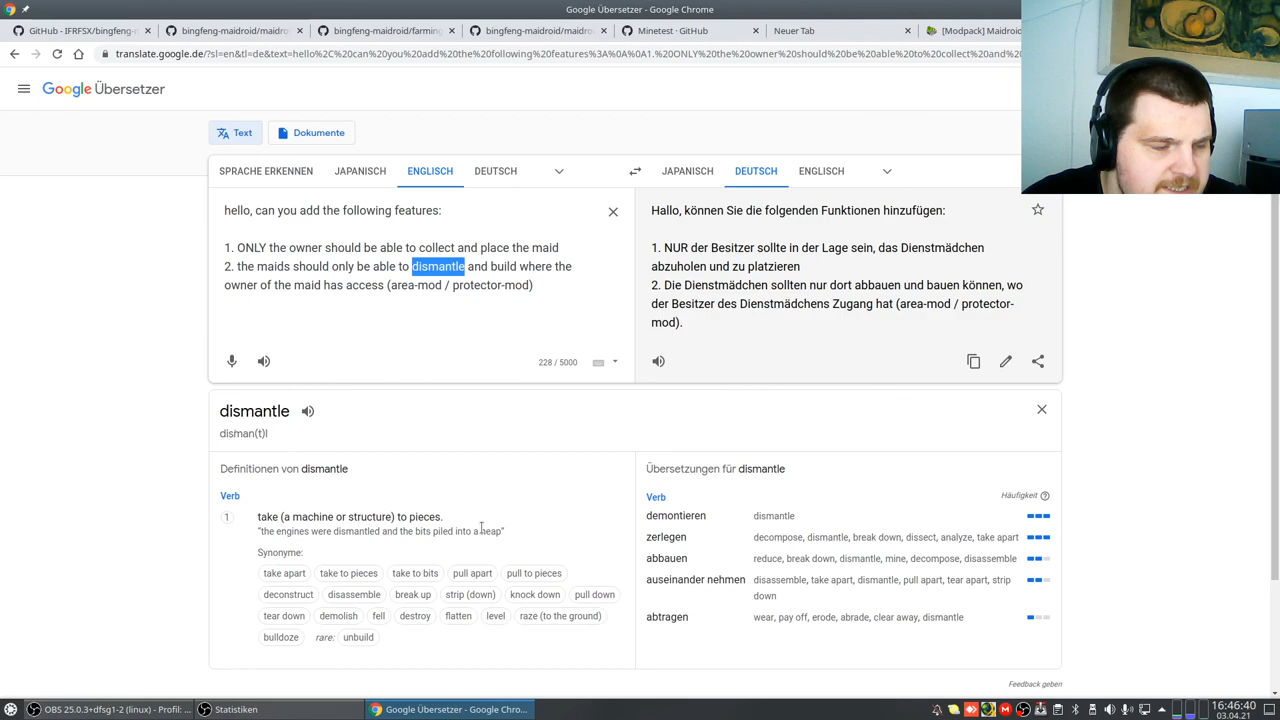 Google Übersetzer - Google Chrome
GitHub - IFRFSX/bingfeng-r
bingfeng-maidroid/maidro
bingfeng-maidroid/farming
bingfeng-maidroid/maidro
Minetest · GitHub
Neuer Tab
[Modpack] Maidroi
translate.google.de/?sl=en&tl=de&text=hello%2C%20can%20you%20add%20the%20following%20features%3A%0A%0A1.%20ONLY%20the%20owner%20should%20be%20able%20to%20collect%20and%20
Google Übersetzer
Text
Dokumente
SPRACHE ERKENNEN
JAPANISCH
ENGLISCH
DEUTSCH
JAPANISCH
DEUTSCH
ENGLISCH
hello, can you add the following features:
1. ONLY the owner should be able to collect and place the maid
2. the maids should only be able to dismantle and build where the
owner of the maid has access (area-mod / protector-mod)
228 / 5000
Hallo, können Sie die folgenden Funktionen hinzufügen:
1. NUR der Besitzer sollte in der Lage sein, das Dienstmädchen
abzuholen und zu platzieren
2. Die Dienstmädchen sollten nur dort abbauen und bauen können, wo
der Besitzer des Dienstmädchens Zugang hat (area-mod / protector-
mod).
dismantle
disman(t)l
Definitionen von dismantle
Verb
1
take (a machine or structure) to pieces.
"the engines were dismantled and the bits piled into a heap"
Synonyme:
take apart
take to pieces
take to bits
pull apart
pull to pieces
deconstruct
disassemble
break up
strip (down)
knock down
pull down
tear down
demolish
fell
destroy
flatten
level
raze (to the ground)
bulldoze
rare:
unbuild
Übersetzungen für dismantle
Verb
Häufigkeit
demontieren
dismantle
zerlegen
decompose, dismantle, break down, dissect, analyze, take apart
abbauen
reduce, break down, dismantle, mine, decompose, disassemble
auseinander nehmen
disassemble, take apart, dismantle, pull apart, tear apart, strip
down
abtragen
wear, pay off, erode, abrade, clear away, dismantle
Feedback geben
OBS 25.0.3+dfsg1-2 (linux) - Profil: ...
Statistiken
Google Übersetzer - Google Chro...
16:46:40
03.04.21